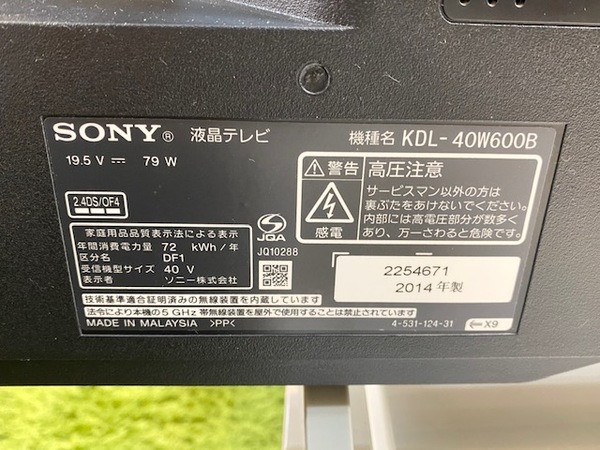 SONY® 液晶テレビ 機種名 KDL-40W600B
19.5 V ⎓ 79 W
2.4DS/OF4
家庭用品品質表示法による表示
年間消費電力量 72 kWh/年
区分名 DF1
受信機型サイズ 40 V
ソニー株式会社
JQA
JQ10288
警告 高圧注意
感電
サービスマン以外の方は
裏ぶたをあけないでください。
内部には高電圧部分が数多く
あり、万一さわると危険です。
2254671
2014 年製
技術基準適合証明済みの無線装置を内蔵しています
法令により本機の5 GHz 帯無線装置を屋外で使用することは禁止されています
MADE IN MALAYSIA >PP< 4-531-124-31 X9